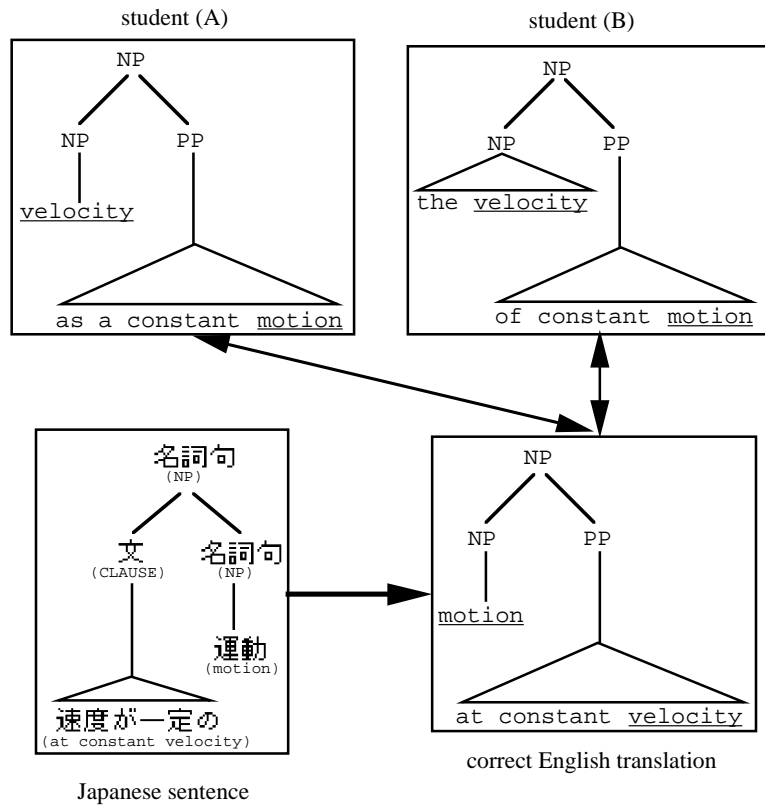 student (A)
NP
NP PP
velocity
as a constant motion
student (B)
NP
NP PP
the velocity
of constant motion
名詞句
(NP)
文 名詞句
(CLAUSE) (NP)
運動
(motion)
速度が一定の
(at constant velocity)
Japanese sentence
NP
NP PP
motion
at constant velocity
correct English translation